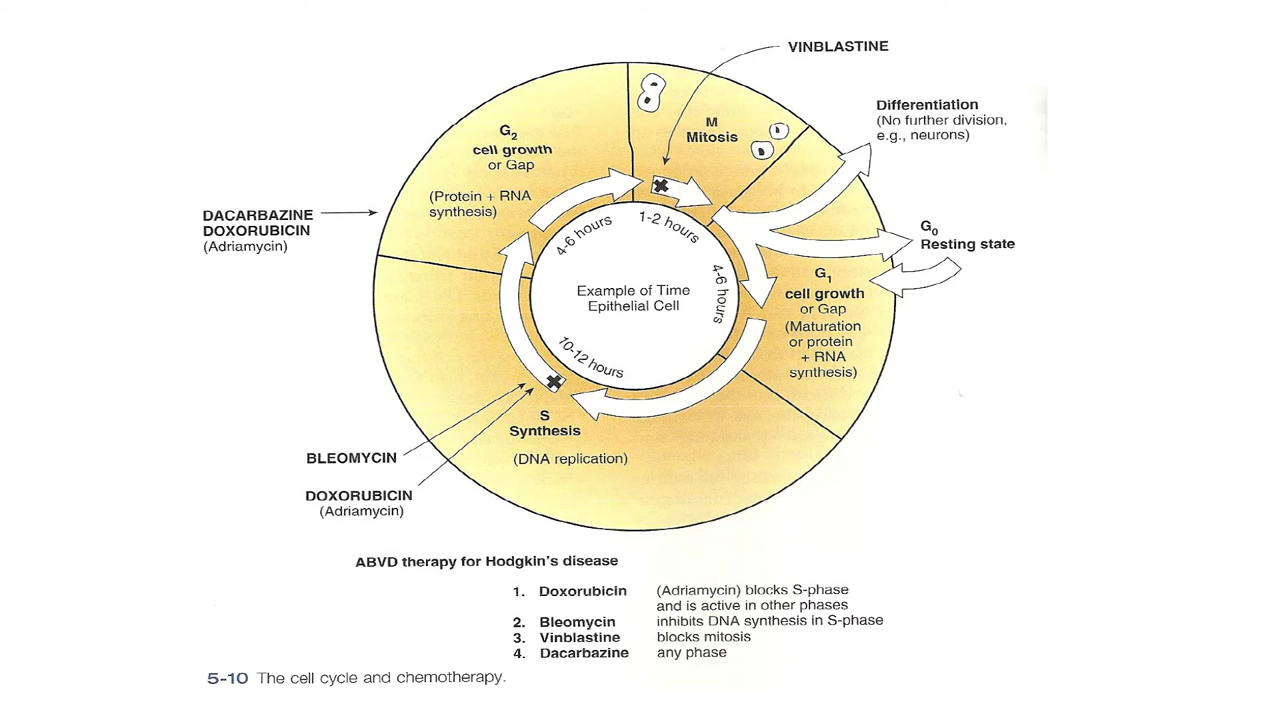 VINBLASTINE
Differentiation
(No further division,
e.g., neurons)
M
Mitosis
G2
cell growth
or Gap
(Protein + RNA
synthesis)
DACARBAZINE
DOXORUBICIN
(Adriamycin)
G0
Resting state
4-6 hours
1-2 hours
4-6 hours
10-12 hours
Example of Time
Epithelial Cell
G1
cell growth
or Gap
(Maturation
or protein
+ RNA
synthesis)
S
Synthesis
(DNA replication)
BLEOMYCIN
DOXORUBICIN
(Adriamycin)
ABVD therapy for Hodgkin's disease
1. Doxorubicin (Adriamycin) blocks S-phase
and is active in other phases
2. Bleomycin inhibits DNA synthesis in S-phase
3. Vinblastine blocks mitosis
4. Dacarbazine any phase
5-10 The cell cycle and chemotherapy.